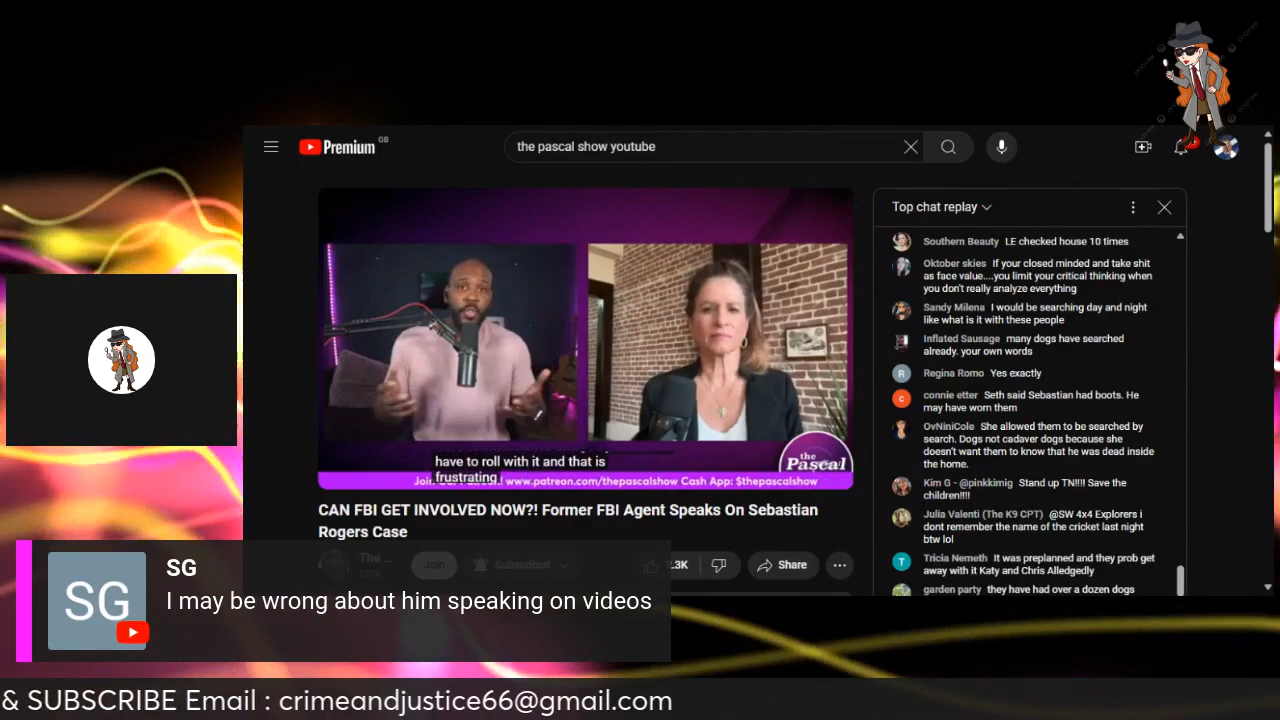 Premium GB
the pascal show youtube
Top chat replay
Southern Beauty LE checked house 10 times
Oktober skies If your closed minded and take shit
as face value....you limit your critical thinking when
you don't really analyze everything
Sandy Milena I would be searching day and night
like what is it with these people
Inflated Sausage many dogs have searched
already. your own words
R
Regina Romo Yes exactly
c
connie etter Seth said Sebastian had boots. He
may have worn them
OvNiniCole She allowed them to be searched by
search. Dogs not cadaver dogs because she
doesn't want them to know that he was dead inside
the home.
Kim G - @pinkkimig Stand up TN!!!! Save the
children!!!!
Julia Valenti (The K9 CPT) @SW 4x4 Explorers i
dont remember the name of the cricket last night
btw lol
T
Tricia Nemeth It was preplanned and they prob get
away with it Katy and Chris Alledgedly
garden party they have had over a dozen dogs
have to roll with it and that is
frustrating
the
Pascal
www.patreon.com/thepascalshow Cash App: $thepascalshow
CAN FBI GET INVOLVED NOW?! Former FBI Agent Speaks On Sebastian
Rogers Case
The ...
Join
Subscribed
2.3K
Share
SG
SG
I may be wrong about him speaking on videos
& SUBSCRIBE Email : crimeandjustice66@gmail.com